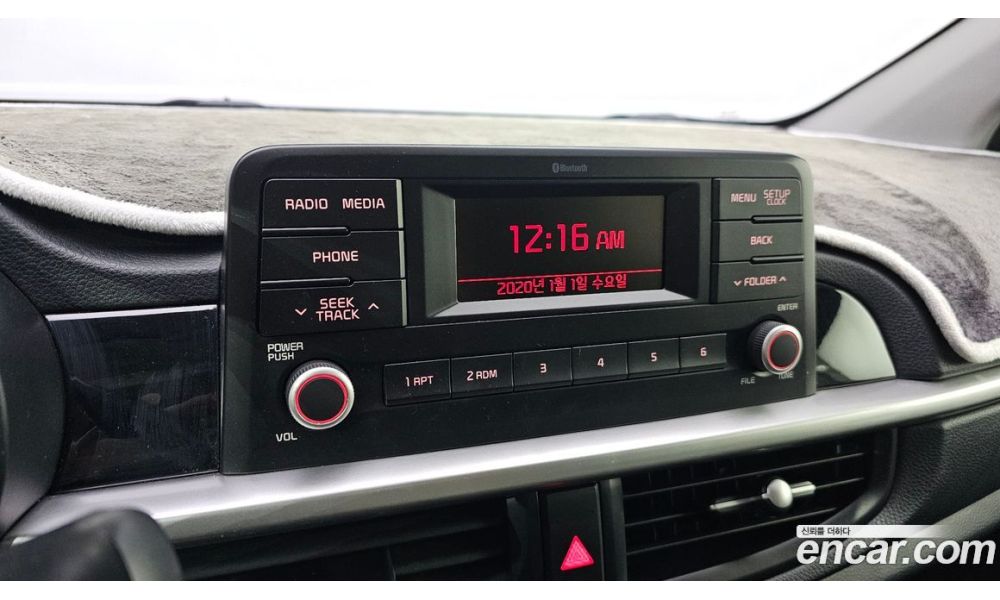 Bluetooth
RADIO MEDIA
MENU SETUP CLOCK
12:16 AM
PHONE
BACK
2020년 1월 1일 수요일
SEEK
TRACK
FOLDER
ENTER
POWER
PUSH
1 RPT 2 RDM 3 4 5 6
FILE TUNE
VOL
신뢰를 더하다
encar.com